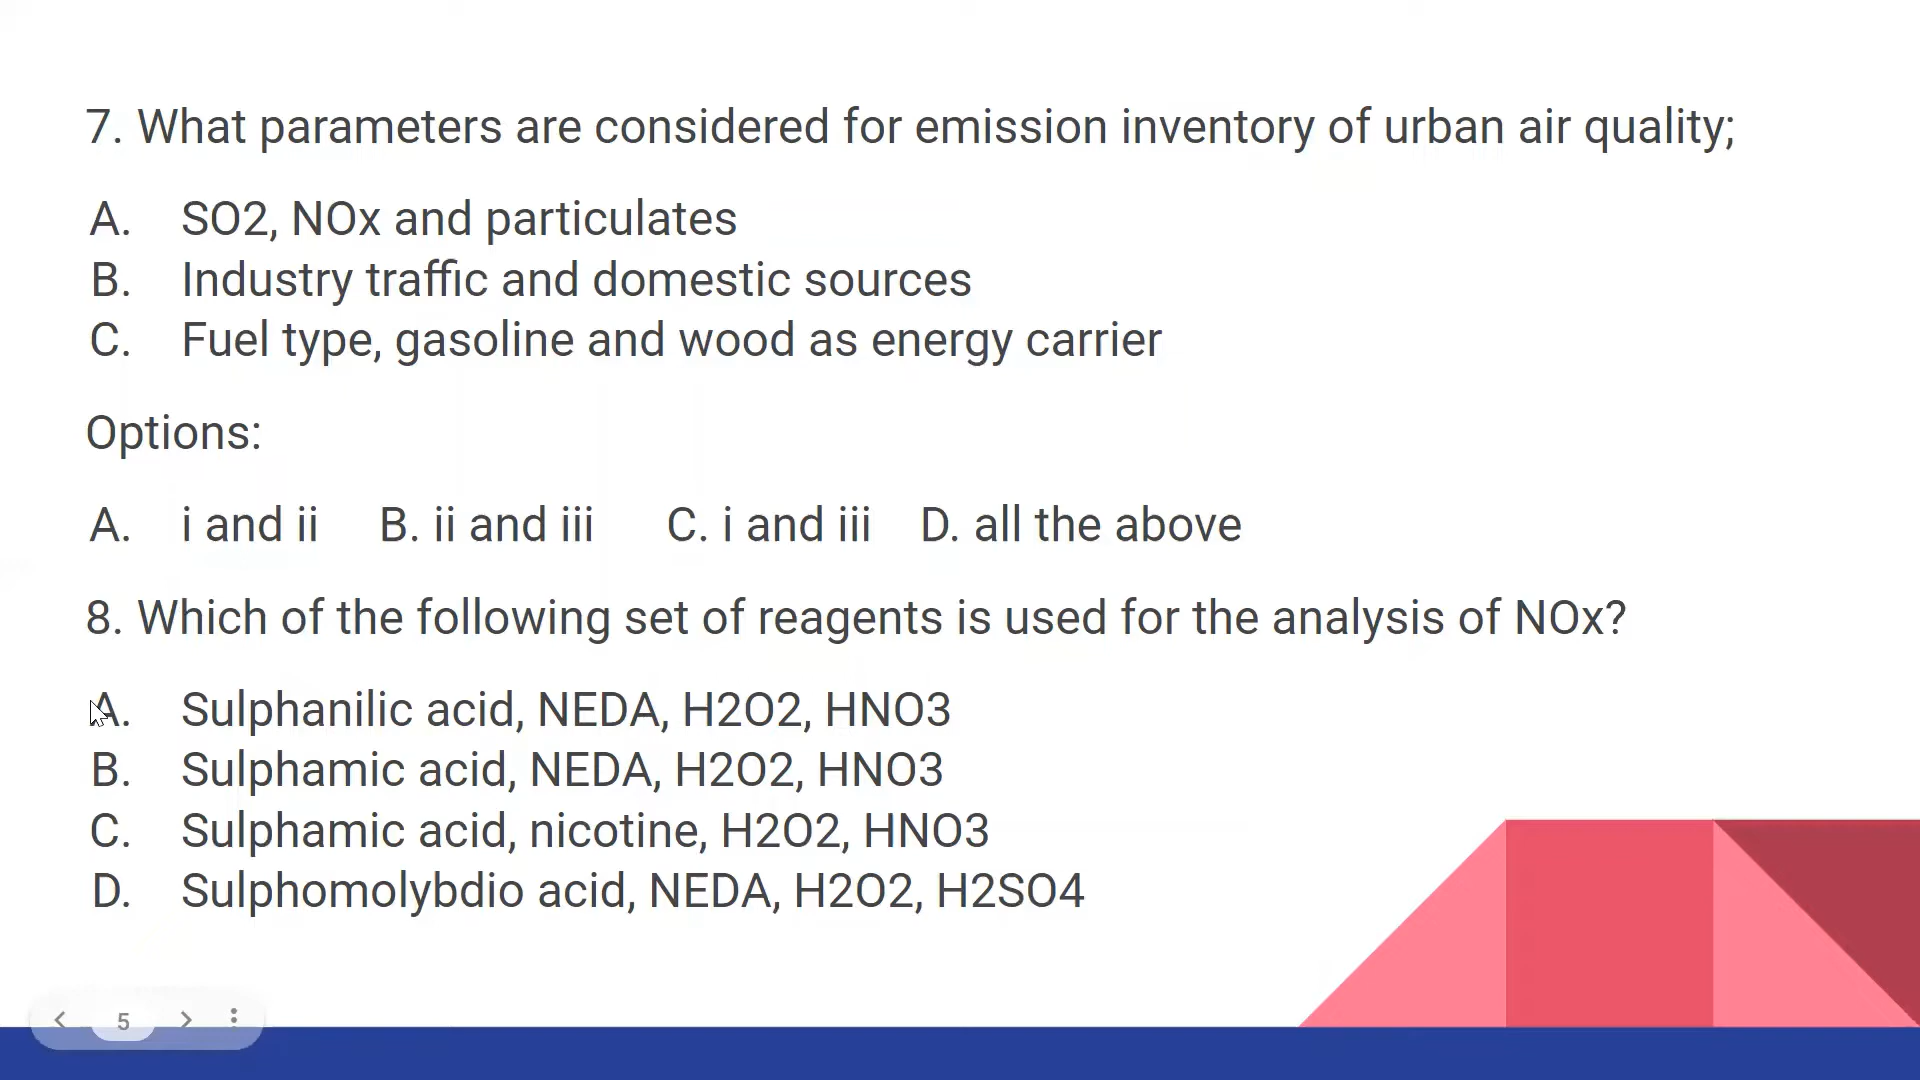 7. What parameters are considered for emission inventory of urban air quality;
A. SO2, NOx and particulates
B. Industry traffic and domestic sources
C. Fuel type, gasoline and wood as energy carrier
Options:
A. i and ii B. ii and iii C. i and iii D. all the above
8. Which of the following set of reagents is used for the analysis of NOx?
A. Sulphanilic acid, NEDA, H2O2, HNO3
B. Sulphamic acid, NEDA, H2O2, HNO3
C. Sulphamic acid, nicotine, H2O2, HNO3
D. Sulphomolybdio acid, NEDA, H2O2, H2SO4
5